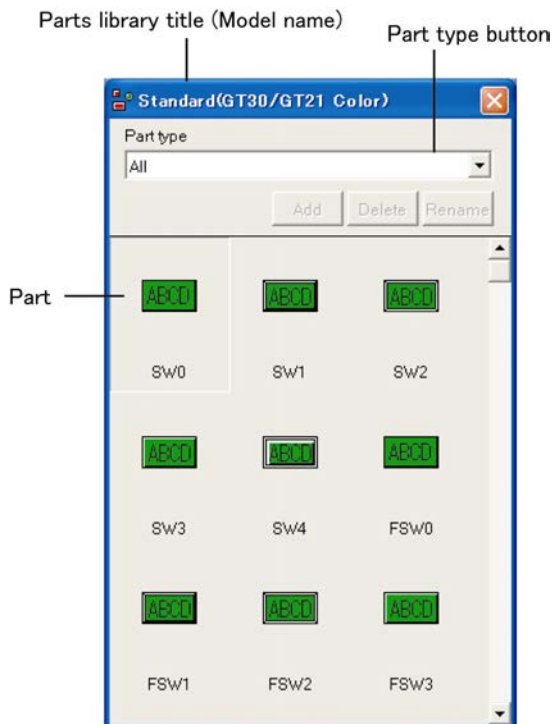 Parts library title (Model name)
Part type button
Standard(GT30/GT21 Color)
Part type
All
Add Delete Rename
Part
ABCD ABCD ABCD
SW0 SW1 SW2
ABCD ABCD ABCD
SW3 SW4 FSW0
ABCD ABCD ABCD
FSW1 FSW2 FSW3